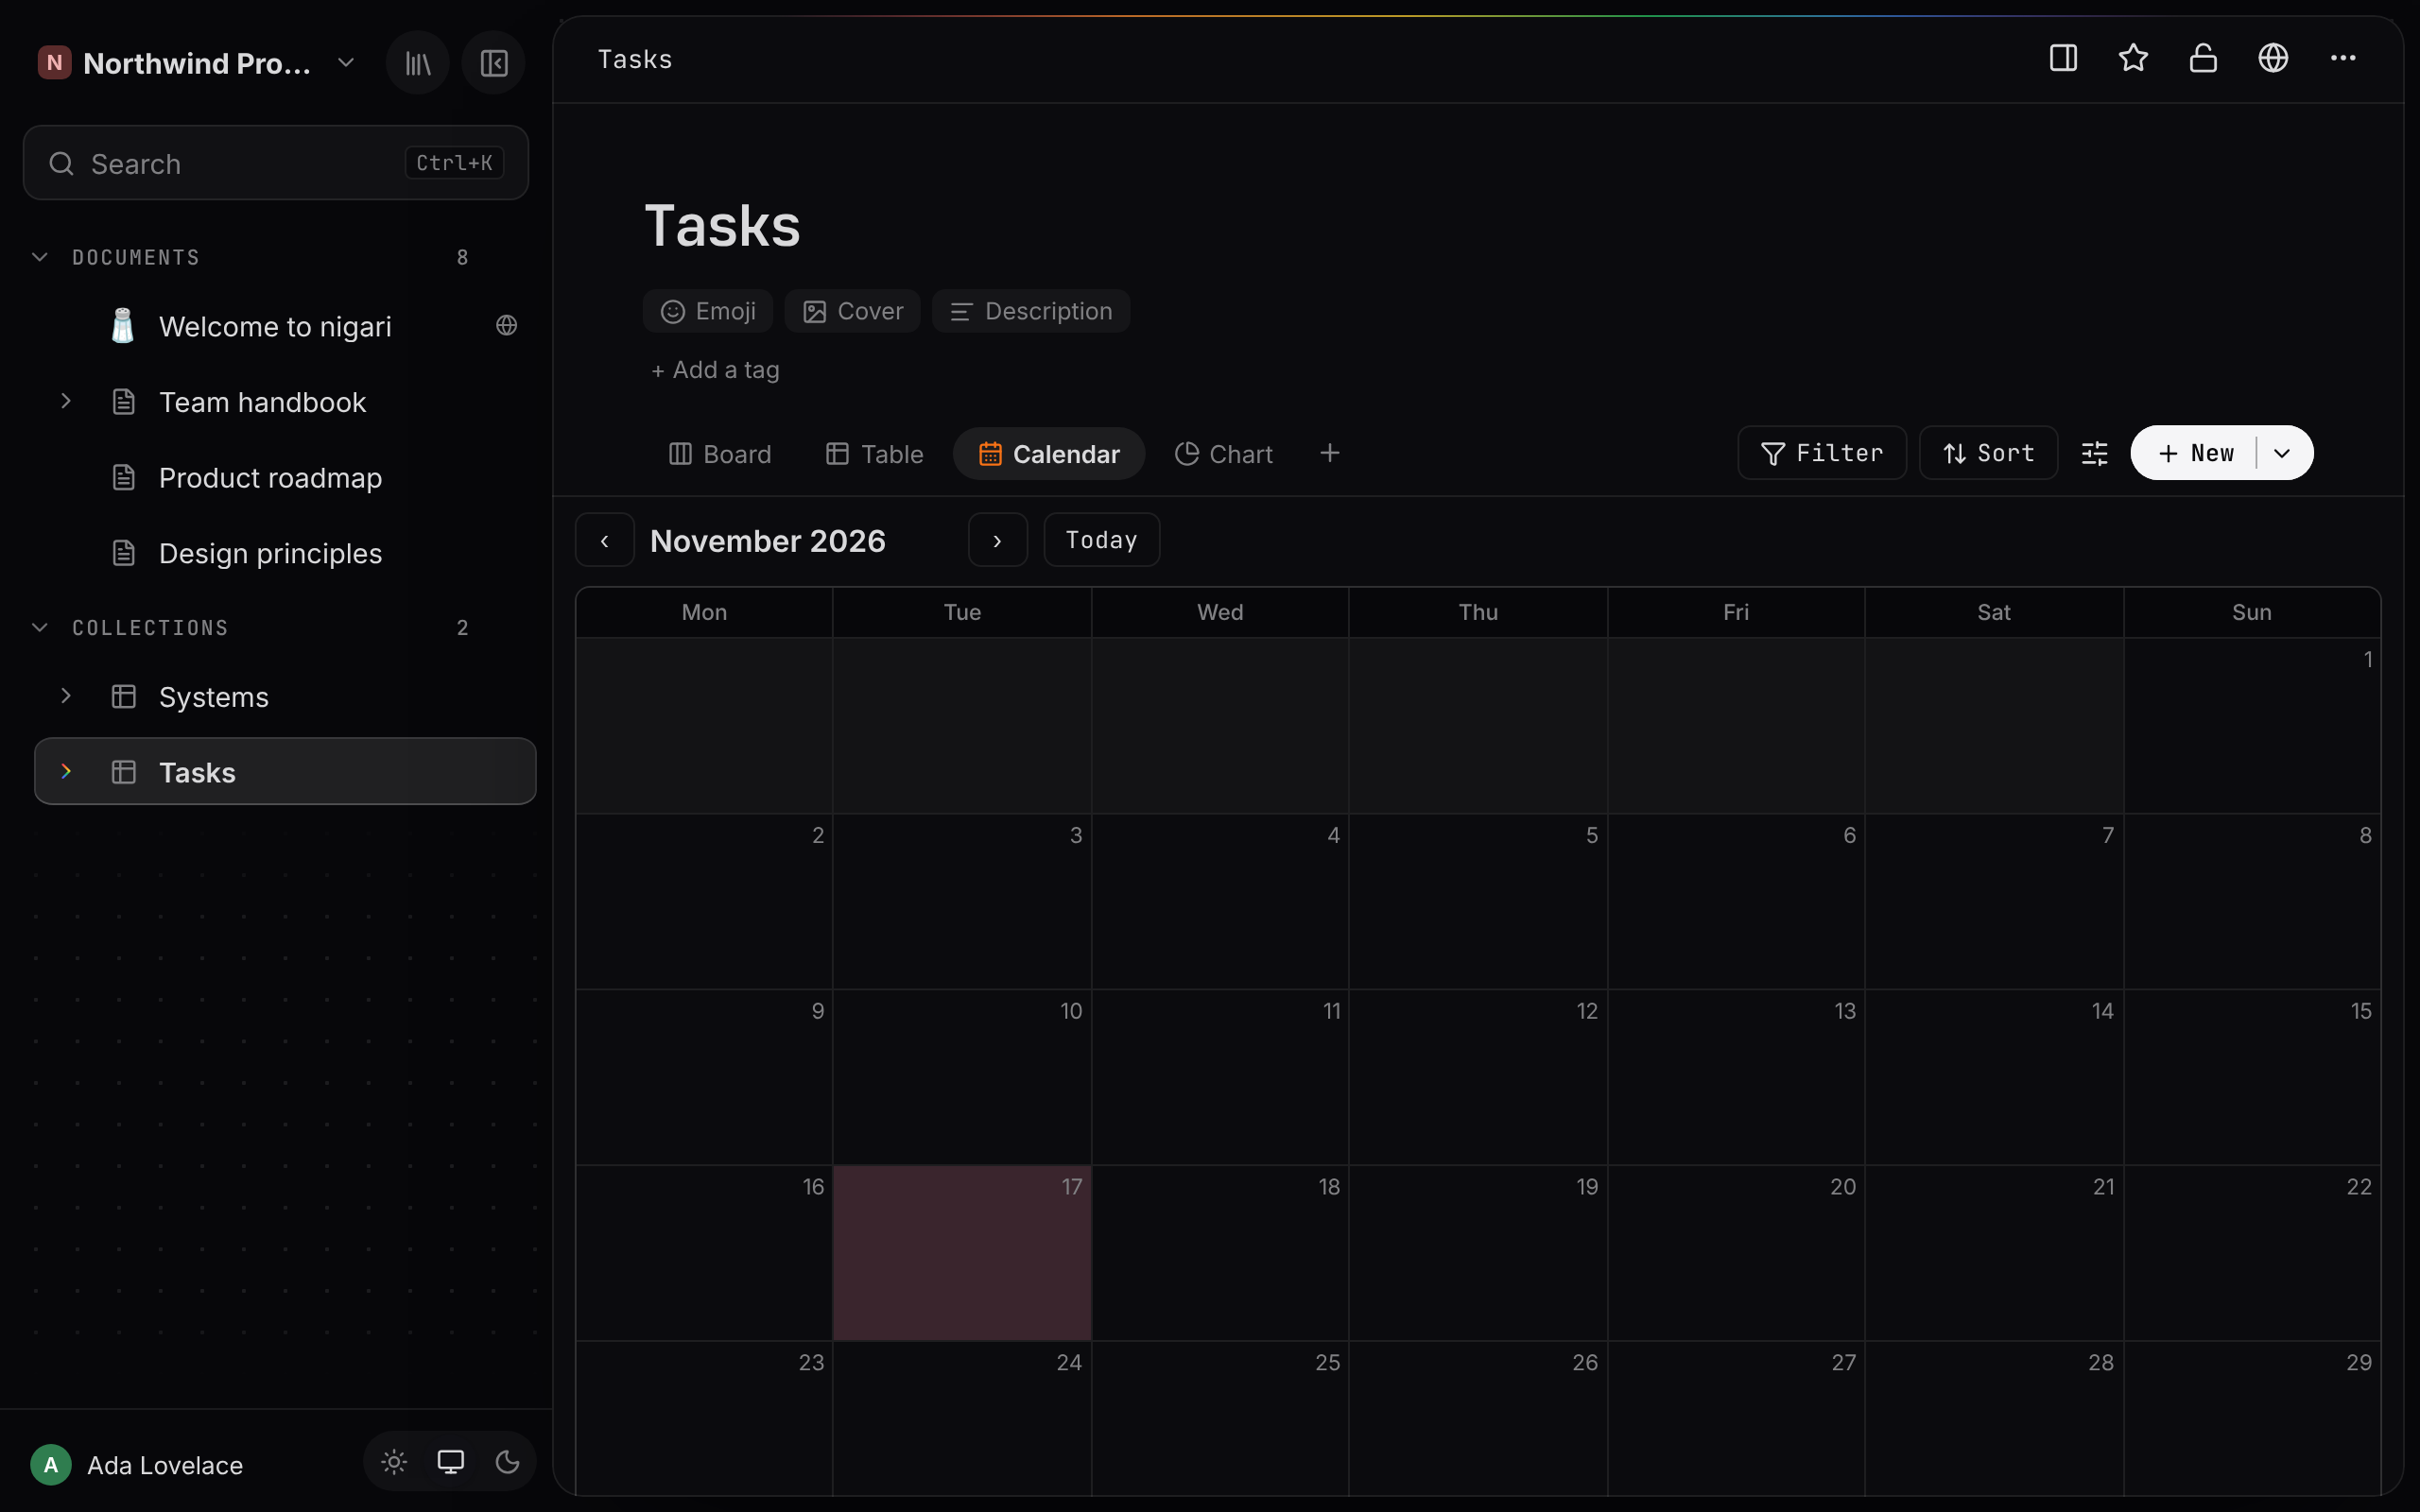 N Northwind Pro...
Search Ctrl+K
DOCUMENTS 8
Welcome to nigari
Team handbook
Product roadmap
Design principles
COLLECTIONS 2
Systems
Tasks
A Ada Lovelace
Tasks
Tasks
Emoji Cover Description
+ Add a tag
Board Table Calendar Chart +
Filter Sort + New
‹ November 2026 › Today
Mon Tue Wed Thu Fri Sat Sun
1
2 3 4 5 6 7 8
9 10 11 12 13 14 15
16 17 18 19 20 21 22
23 24 25 26 27 28 29